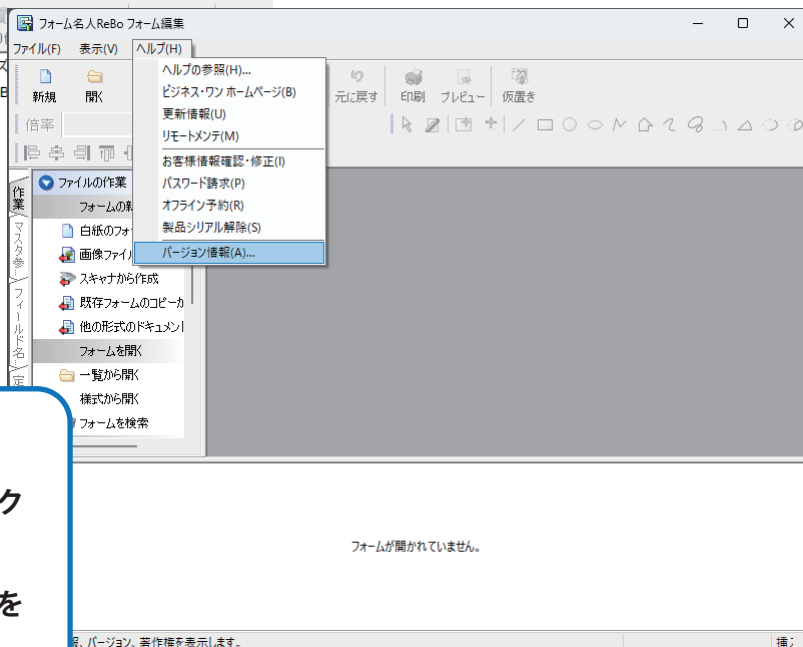 フォーム名人ReBo フォーム編集
ファイル(F) 表示(V) ヘルプ(H)
ヘルプの参照(H)...
ビジネス・ワン ホームページ(B)
更新情報(U)
リモートメンテ(M)
お客様情報確認・修正(I)
パスワード請求(P)
オフライン予約(R)
製品シリアル解除(S)
バージョン情報(A)...
新規 開く 元に戻す 印刷 プレビュー 仮置き
倍率
ファイルの作業
フォームの
白紙のフォ
画像ファイル
スキャナから作成
既存フォームのコピーか
他の形式のドキュメント
フォームを開く
一覧から開く
様式から開く
フォームを検索
作業
マスタ参...
フィールド名...
定
ク
を
フォームが開かれていません。
、バージョン、著作権を表示します。
挿